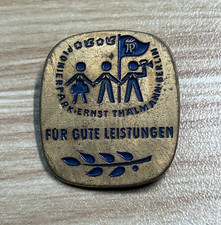 PIONIERPARK·ERNST THÄLMANN·BERLIN
JP
FÜR GUTE LEISTUNGEN